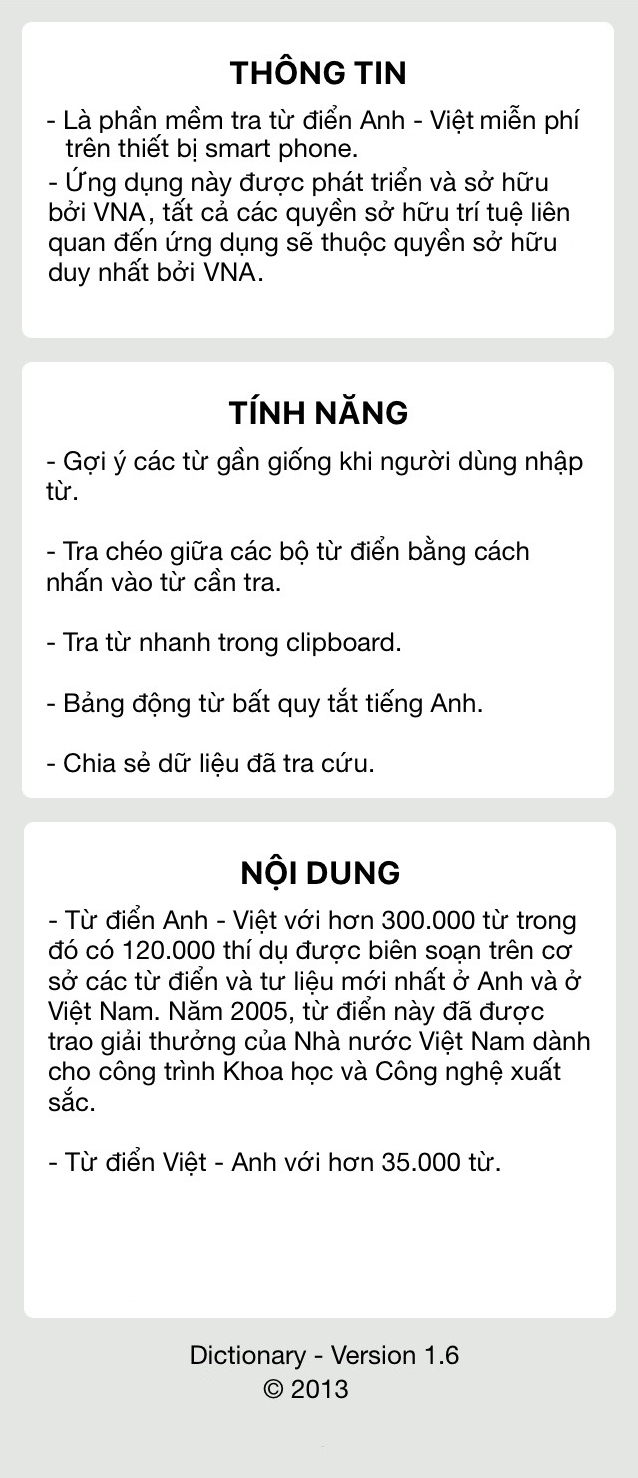 THÔNG TIN
- Là phần mềm tra từ điển Anh - Việt miễn phí
trên thiết bị smart phone.
- Ứng dụng này được phát triển và sở hữu
bởi VNA, tất cả các quyền sở hữu trí tuệ liên
quan đến ứng dụng sẽ thuộc quyền sở hữu
duy nhất bởi VNA.
TÍNH NĂNG
- Gợi ý các từ gần giống khi người dùng nhập
từ.
- Tra chéo giữa các bộ từ điển bằng cách
nhấn vào từ cần tra.
- Tra từ nhanh trong clipboard.
- Bảng động từ bất quy tắt tiếng Anh.
- Chia sẻ dữ liệu đã tra cứu.
NỘI DUNG
- Từ điển Anh - Việt với hơn 300.000 từ trong
đó có 120.000 thí dụ được biên soạn trên cơ
sở các từ điển và tư liệu mới nhất ở Anh và ở
Việt Nam. Năm 2005, từ điển này đã được
trao giải thưởng của Nhà nước Việt Nam dành
cho công trình Khoa học và Công nghệ xuất
sắc.
- Từ điển Việt - Anh với hơn 35.000 từ.
Dictionary - Version 1.6
© 2013